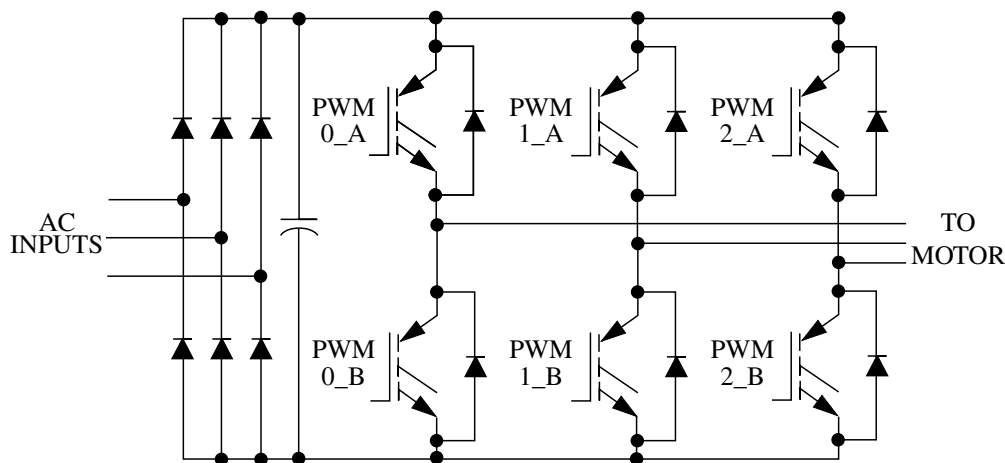 PWM
0_A
PWM
1_A
PWM
2_A
AC
INPUTS
TO
MOTOR
PWM
0_B
PWM
1_B
PWM
2_B